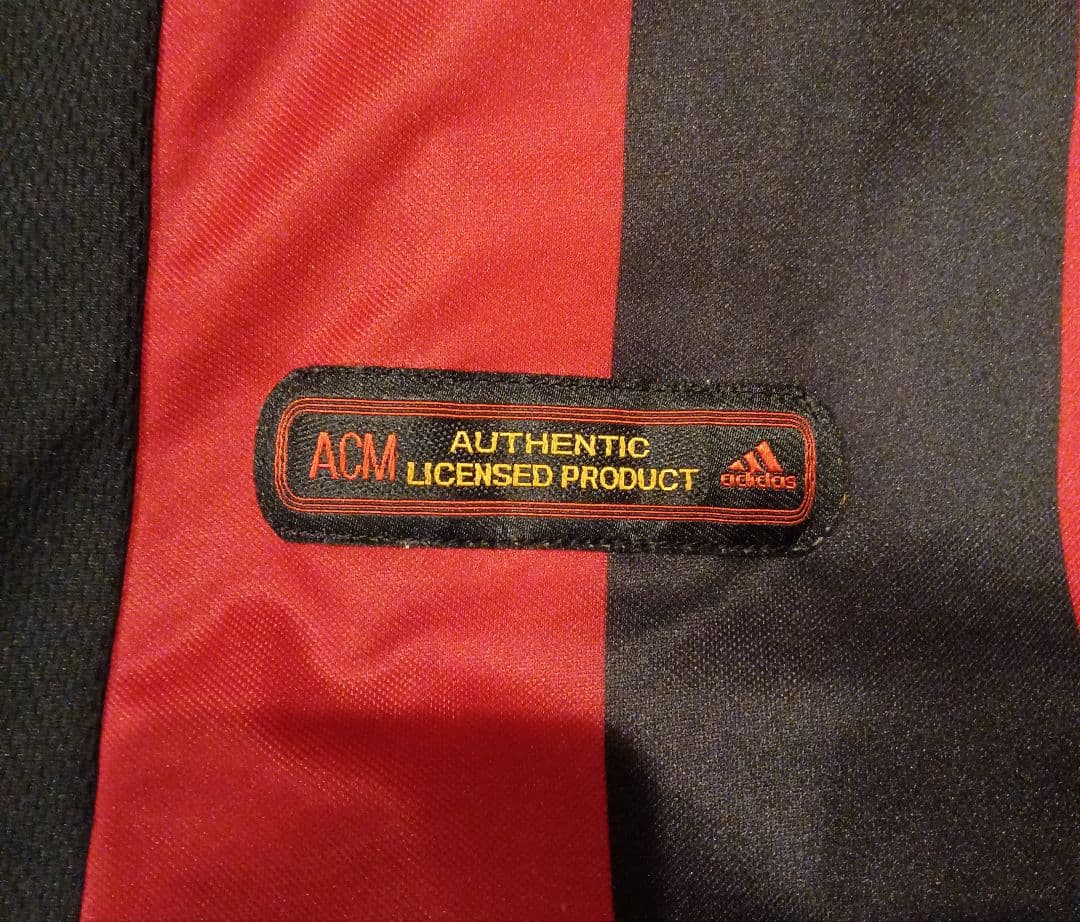 ACM
AUTHENTIC
LICENSED PRODUCT
adidas